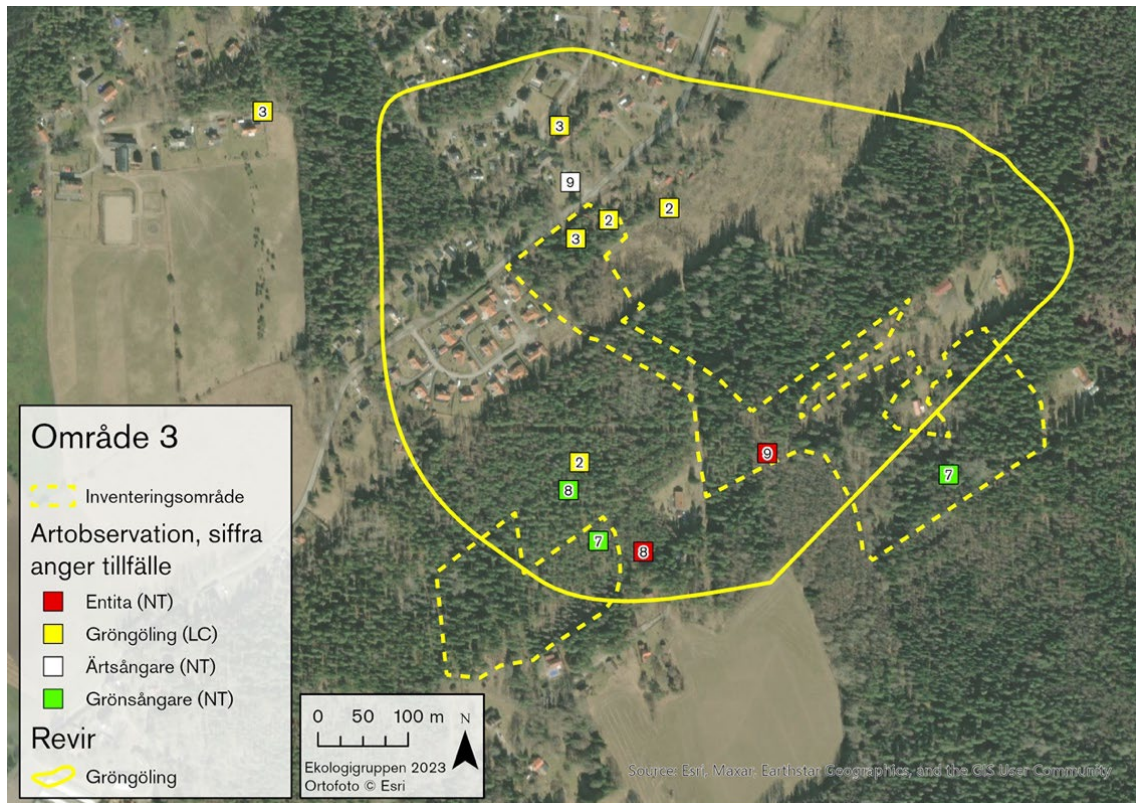 3
3
9
2
2
3
2
8
9
7
7
8
Område 3
Inventeringsområde
Artobservation, siffra
anger tillfälle
Entita (NT)
Gröngöling (LC)
Ärtsångare (NT)
Grönsångare (NT)
Revir
Gröngöling
0 50 100 m N
Ekologigruppen 2023
Ortofoto © Esri
Source: Esri, Maxar, Earthstar Geographics, and the GIS User Community